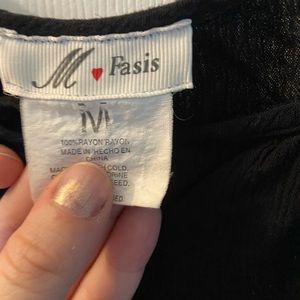 M ♥ Fasis
M
100% RAYON/RAYON
MADE IN/HECHO EN
CHINA
COLD.